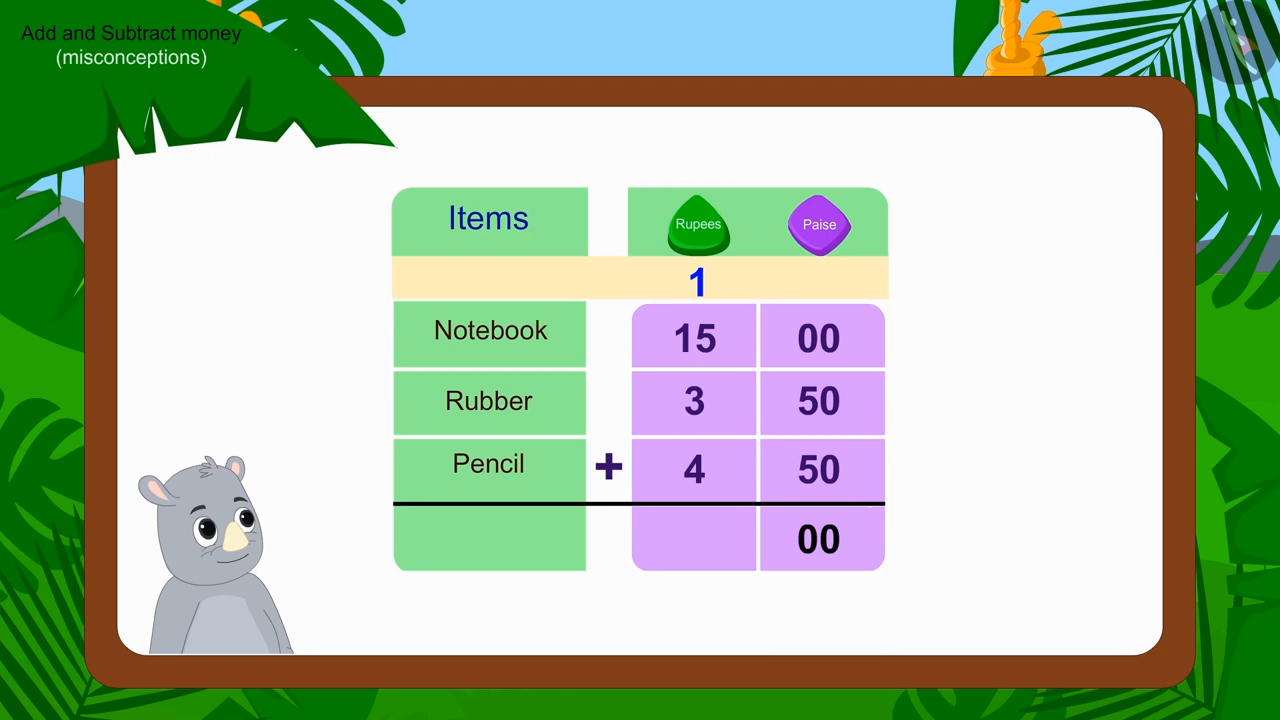 Add and Subtract money
(misconceptions)
Items Rupees Paise
1
Notebook 15 00
Rubber 3 50
Pencil + 4 50
00